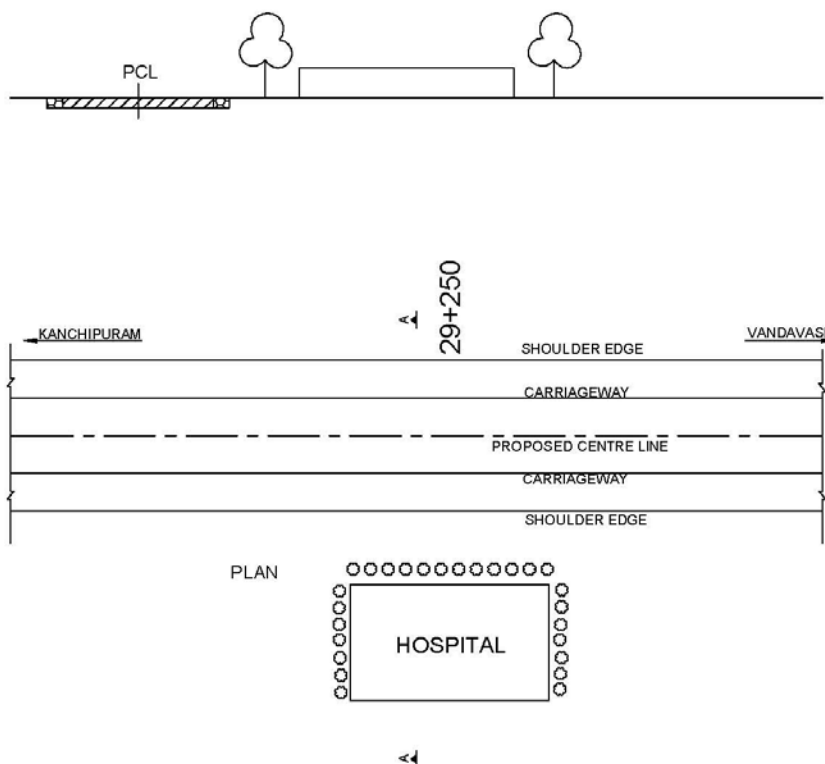 PCL
A
29+250
KANCHIPURAM
VANDAVASI
SHOULDER EDGE
CARRIAGEWAY
PROPOSED CENTRE LINE
CARRIAGEWAY
SHOULDER EDGE
PLAN
HOSPITAL
A